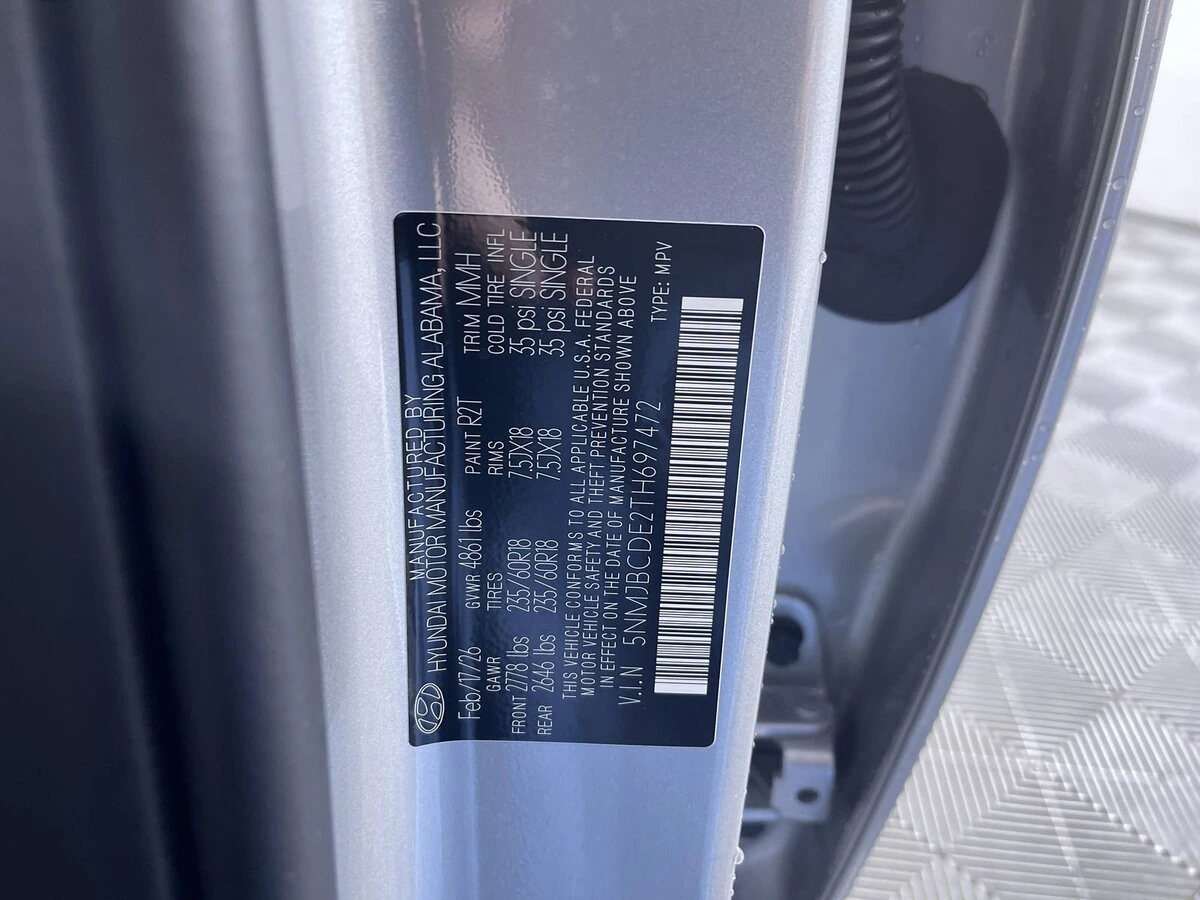 MANUFACTURED BY
HYUNDAI MOTOR MANUFACTURING ALABAMA, LLC
Feb/17/26 GVWR 4861 lbs PAINT R2T TRIM MMH
GAWR TIRES RIMS COLD TIRE INFL
FRONT 2778 lbs 235/60R18 7.5JX18 35 psi SINGLE
REAR 2646 lbs 235/60R18 7.5JX18 35 psi SINGLE
THIS VEHICLE CONFORMS TO ALL APPLICABLE U.S.A. FEDERAL
MOTOR VEHICLE SAFETY AND THEFT PREVENTION STANDARDS
IN EFFECT ON THE DATE OF MANUFACTURE SHOWN ABOVE
V.I.N 5NMJBCDE2TH697472 TYPE: MPV